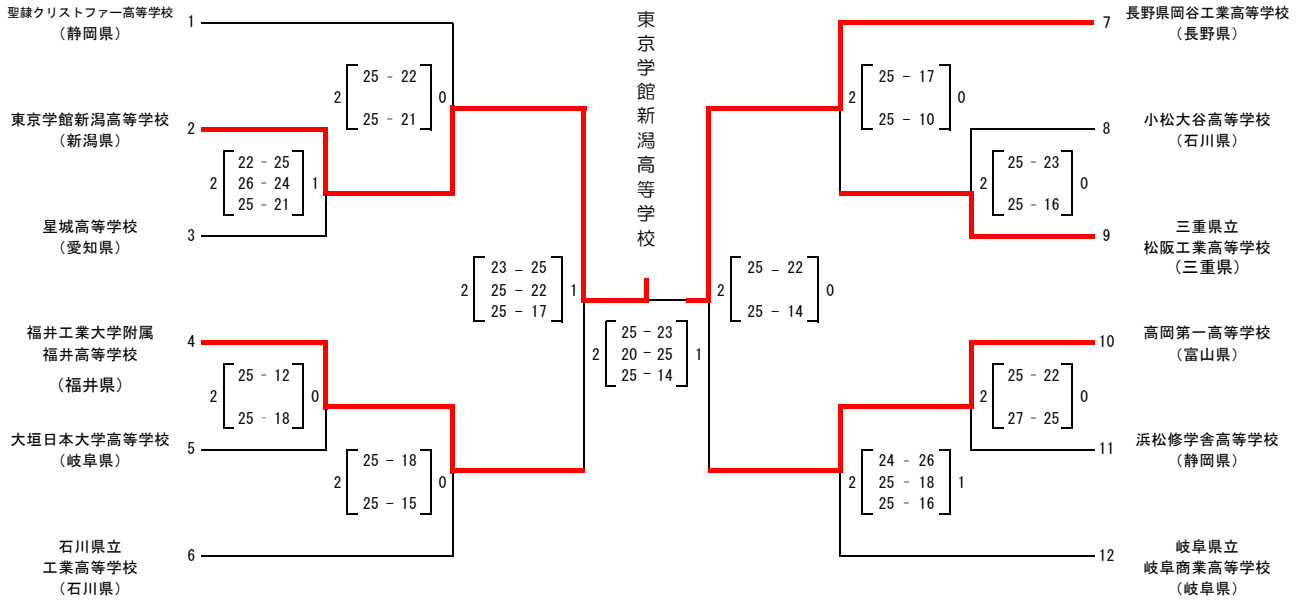 聖隷クリストファー高等学校
（静岡県）
1
東京学館新潟高等学校
（新潟県）
2
星城高等学校
（愛知県）
3
福井工業大学附属
福井高等学校
（福井県）
4
大垣日本大学高等学校
（岐阜県）
5
石川県立
工業高等学校
（石川県）
6
2 22 - 25 1
26 - 24
25 - 21
2 25 - 22 0
25 - 21
2 25 - 12 0
25 - 18
2 25 - 18 0
25 - 15
2 23 - 25 1
25 - 22
25 - 17
東京学館新潟高等学校
2 25 - 23 1
20 - 25
25 - 14
2 25 - 22 0
25 - 14
2 25 - 17 0
25 - 10
2 25 - 23 0
25 - 16
2 25 - 22 0
27 - 25
2 24 - 26 1
25 - 18
25 - 16
7
長野県岡谷工業高等学校
（長野県）
8
小松大谷高等学校
（石川県）
9
三重県立
松阪工業高等学校
（三重県）
10
高岡第一高等学校
（富山県）
11
浜松修学舎高等学校
（静岡県）
12
岐阜県立
岐阜商業高等学校
（岐阜県）